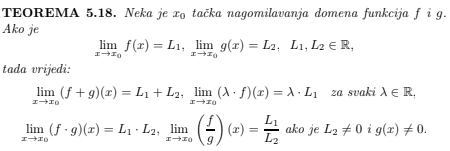 TEOREMA 5.18. Neka je x₀ tačka nagomilavanja domena funkcija f i g.
Ako je
lim_{x→x₀} f(x) = L₁, lim_{x→x₀} g(x) = L₂, L₁, L₂ ∈ ℝ,
tada vrijedi:
lim_{x→x₀} (f + g)(x) = L₁ + L₂, lim_{x→x₀} (λ · f)(x) = λ · L₁ za svaki λ ∈ ℝ,
lim_{x→x₀} (f · g)(x) = L₁ · L₂, lim_{x→x₀} (f/g)(x) = L₁/L₂ ako je L₂ ≠ 0 i g(x) ≠ 0.